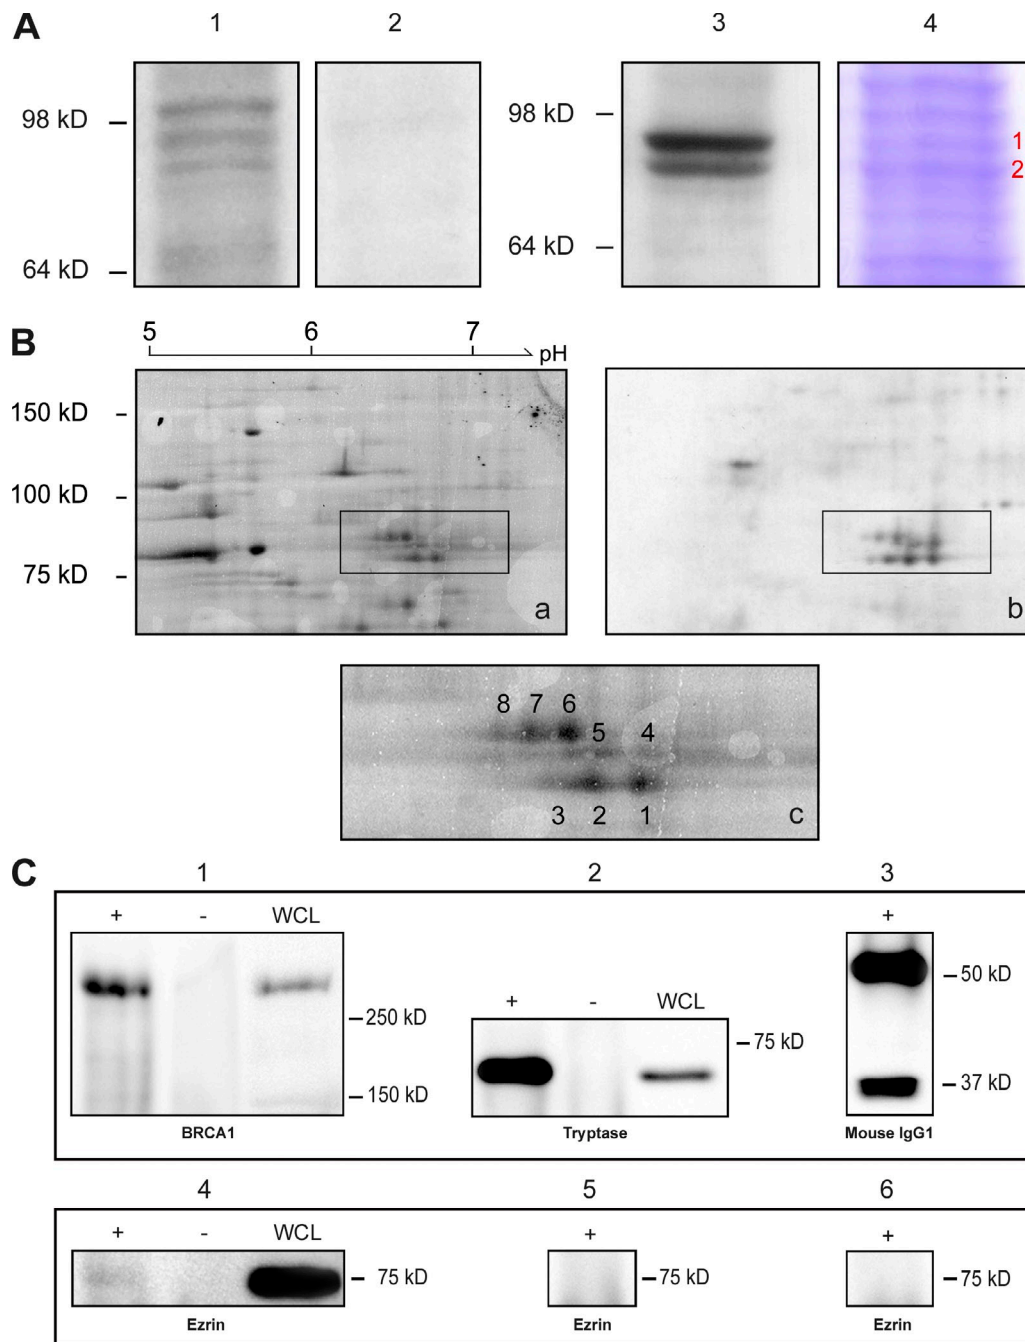 A 1 2 3 4
98 kD
64 kD
98 kD
64 kD
1
2
B 5 6 7 pH
150 kD
100 kD
75 kD
a
b
8 7 6
5 4
3 2 1
c
C 1 2 3
+ - WCL
250 kD
150 kD
BRCA1
+ - WCL
75 kD
Tryptase
+
50 kD
37 kD
Mouse IgG1
4 5 6
+ - WCL
75 kD
Ezrin
+
75 kD
Ezrin
+
75 kD
Ezrin